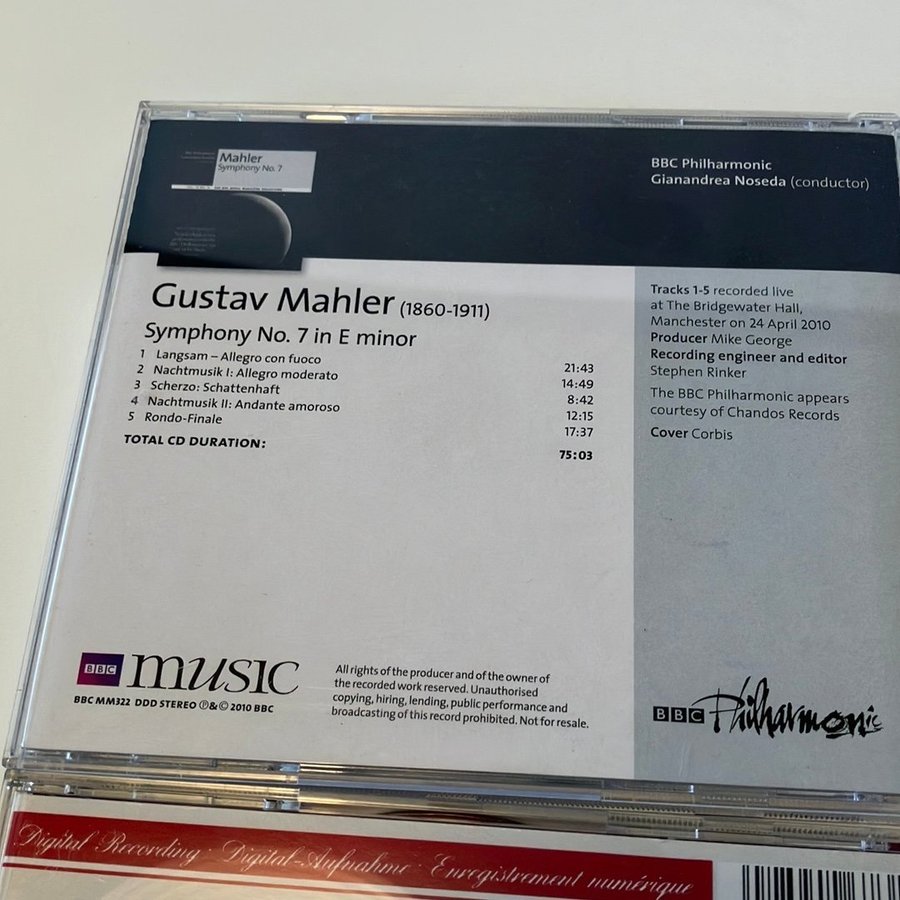 Mahler
Symphony No. 7
BBC Philharmonic
Gianandrea Noseda (conductor)
Gustav Mahler (1860-1911)
Symphony No. 7 in E minor
1 Langsam – Allegro con fuoco 21:43
2 Nachtmusik I: Allegro moderato 14:49
3 Scherzo: Schattenhaft 8:42
4 Nachtmusik II: Andante amoroso 12:15
5 Rondo-Finale 17:37
TOTAL CD DURATION: 75:03
Tracks 1-5 recorded live
at The Bridgewater Hall,
Manchester on 24 April 2010
Producer Mike George
Recording engineer and editor
Stephen Rinker
The BBC Philharmonic appears
courtesy of Chandos Records
Cover Corbis
BBC music
BBC MM322 DDD STEREO ℗&© 2010 BBC
All rights of the producer and of the owner of
the recorded work reserved. Unauthorised
copying, hiring, lending, public performance and
broadcasting of this record prohibited. Not for resale.
BBC Philharmonic
Digital Recording · Digital-Aufnahme · Enregistrement numérique